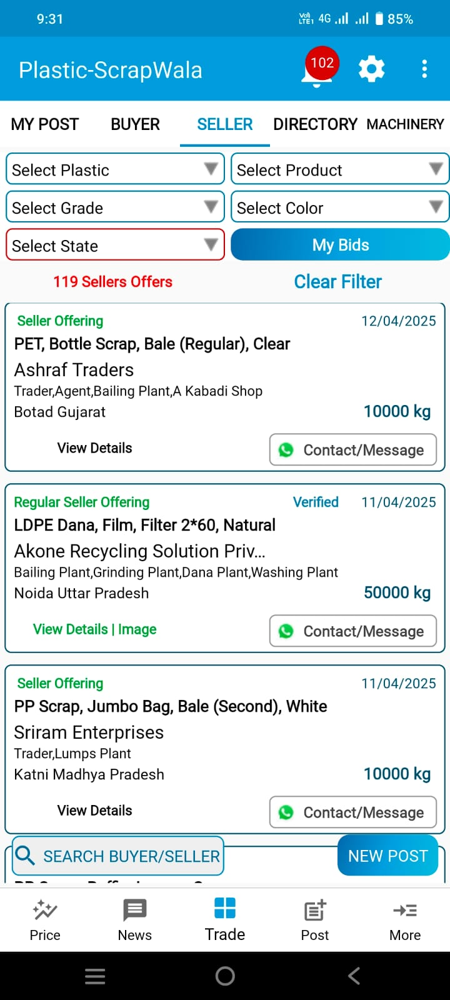 9:31 Vo) LTE1 4G 85%
Plastic-ScrapWala 102
MY POST BUYER SELLER DIRECTORY MACHINERY
Select Plastic Select Product
Select Grade Select Color
Select State My Bids
119 Sellers Offers Clear Filter
Seller Offering 12/04/2025
PET, Bottle Scrap, Bale (Regular), Clear
Ashraf Traders
Trader,Agent,Bailing Plant,A Kabadi Shop
Botad Gujarat 10000 kg
View Details Contact/Message
Regular Seller Offering Verified 11/04/2025
LDPE Dana, Film, Filter 2*60, Natural
Akone Recycling Solution Priv...
Bailing Plant,Grinding Plant,Dana Plant,Washing Plant
Noida Uttar Pradesh 50000 kg
View Details | Image Contact/Message
Seller Offering 11/04/2025
PP Scrap, Jumbo Bag, Bale (Second), White
Sriram Enterprises
Trader,Lumps Plant
Katni Madhya Pradesh 10000 kg
View Details Contact/Message
SEARCH BUYER/SELLER NEW POST
Price News Trade Post More